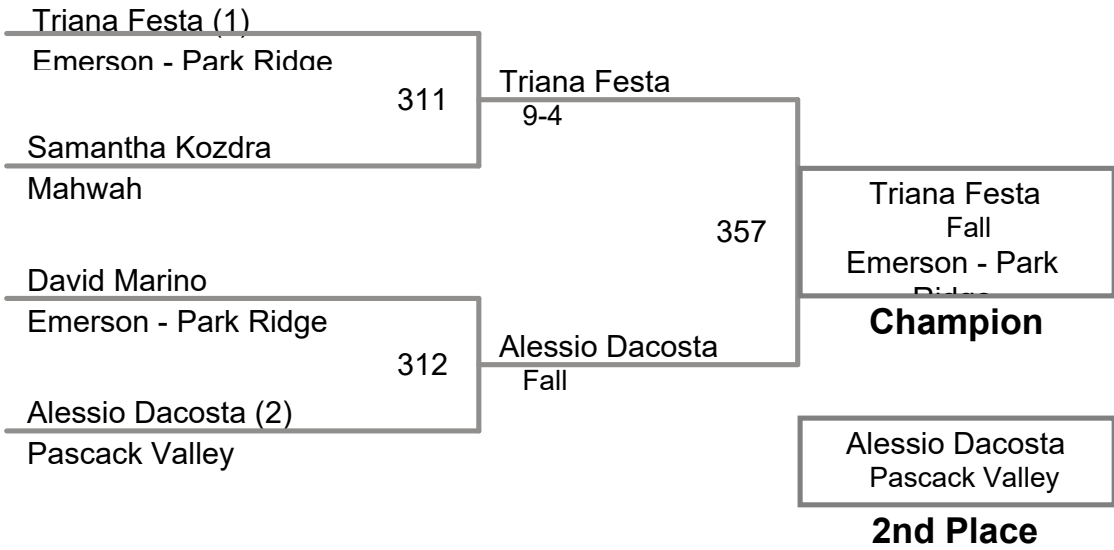 Triana Festa (1)
Emerson - Park Ridge
311
Samantha Kozdra
Mahwah
Triana Festa
9-4
David Marino
Emerson - Park Ridge
312
Alessio Dacosta (2)
Pascack Valley
Alessio Dacosta
Fall
357
Triana Festa
Fall
Emerson - Park
Ridge
Champion
Alessio Dacosta
Pascack Valley
2nd Place